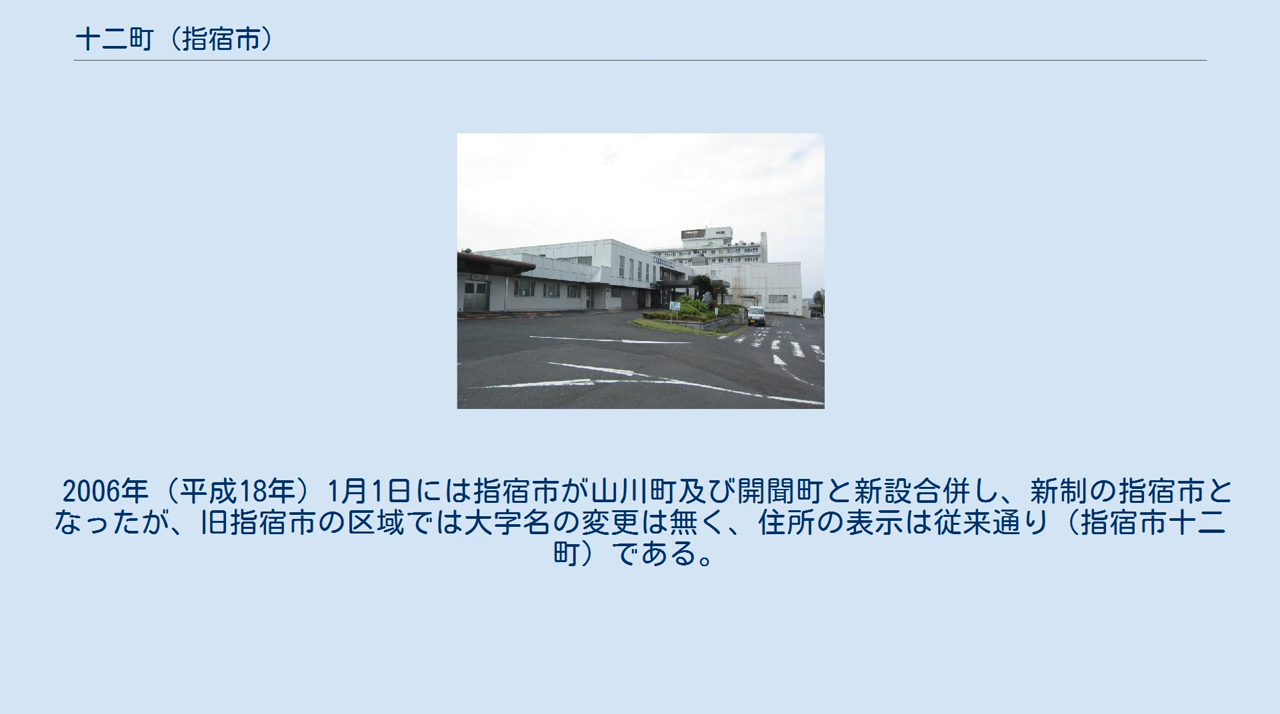 十二町（指宿市）
2006年（平成18年）1月1日には指宿市が山川町及び開聞町と新設合併し、新制の指宿市と
なったが、旧指宿市の区域では大字名の変更は無く、住所の表示は従来通り（指宿市十二
町）である。